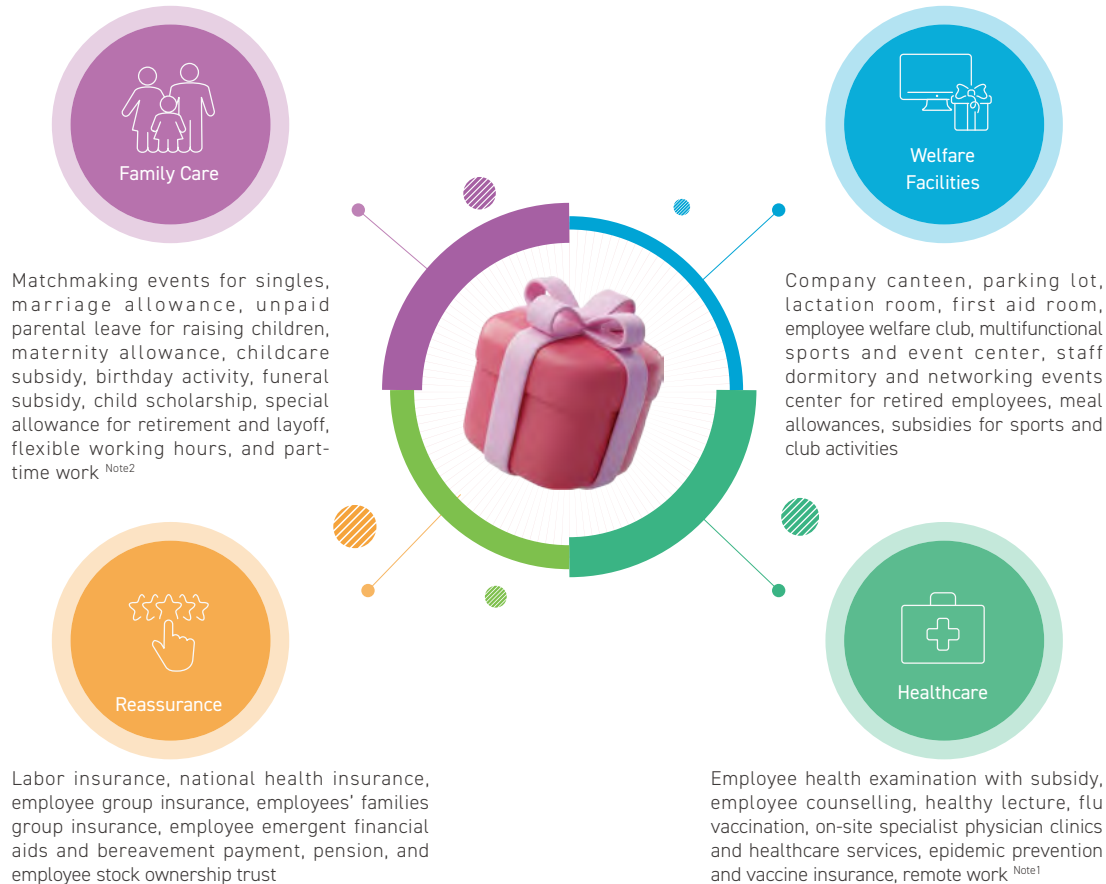 Family Care
Matchmaking events for singles,
marriage allowance, unpaid
parental leave for raising children,
maternity allowance, childcare
subsidy, birthday activity, funeral
subsidy, child scholarship, special
allowance for retirement and layoff,
flexible working hours, and part-
time work Note2
Welfare
Facilities
Company canteen, parking lot,
lactation room, first aid room,
employee welfare club, multifunctional
sports and event center, staff
dormitory and networking events
center for retired employees, meal
allowances, subsidies for sports and
club activities
Reassurance
Labor insurance, national health insurance,
employee group insurance, employees' families
group insurance, employee emergent financial
aids and bereavement payment, pension, and
employee stock ownership trust
Healthcare
Employee health examination with subsidy,
employee counselling, healthy lecture, flu
vaccination, on-site specialist physician clinics
and healthcare services, epidemic prevention
and vaccine insurance, remote work Note1